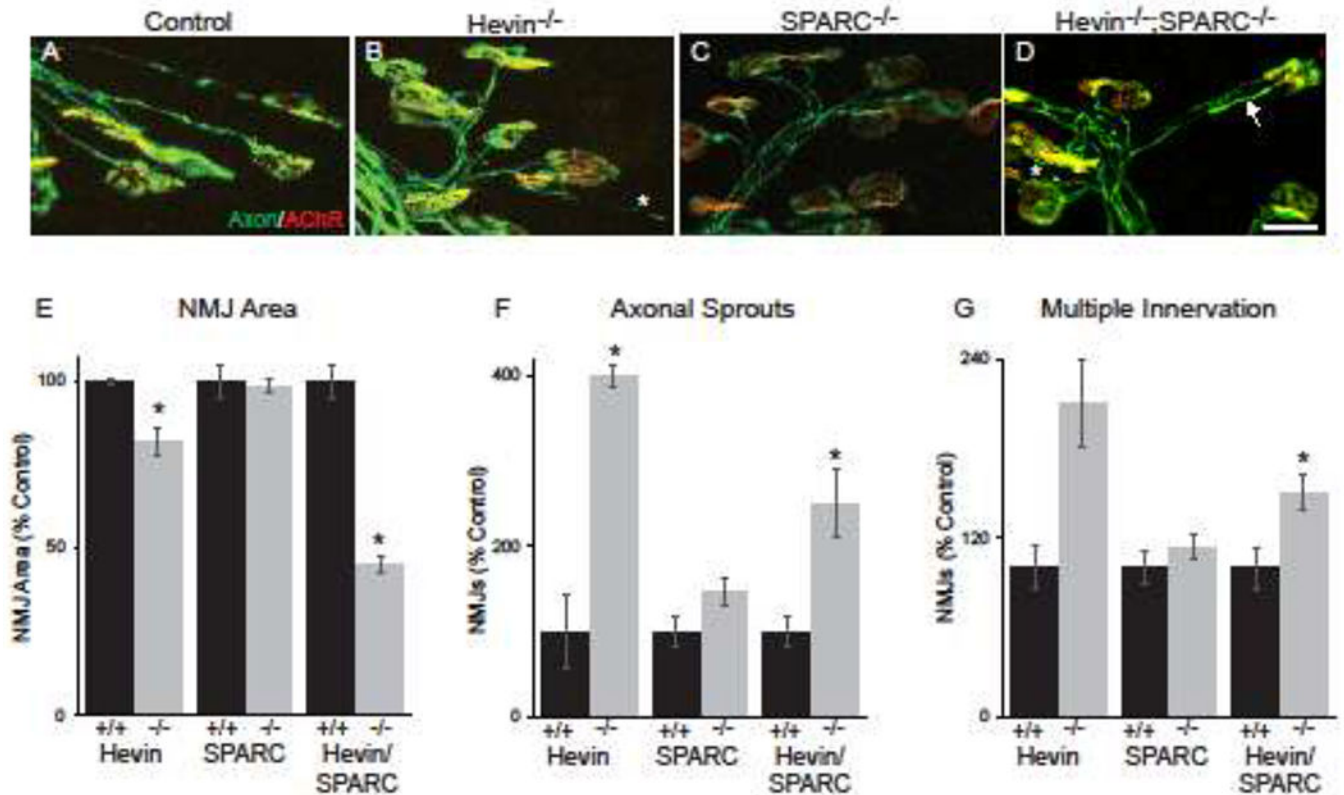 Control
Hevin-/-
SPARC-/-
Hevin-/-;SPARC-/-
A
B
C
D
Axon/AChR
*
*
E NMJ Area
NMJ Area (% Control)
100
50
0
*
*
+/+ -/- +/+ -/- +/+ -/-
Hevin SPARC Hevin/
SPARC
F Axonal Sprouts
NMJs (% Control)
400
200
0
*
*
+/+ -/- +/+ -/- +/+ -/-
Hevin SPARC Hevin/
SPARC
G Multiple Innervation
NMJs (% Control)
240
120
0
*
+/+ -/- +/+ -/- +/+ -/-
Hevin SPARC Hevin/
SPARC